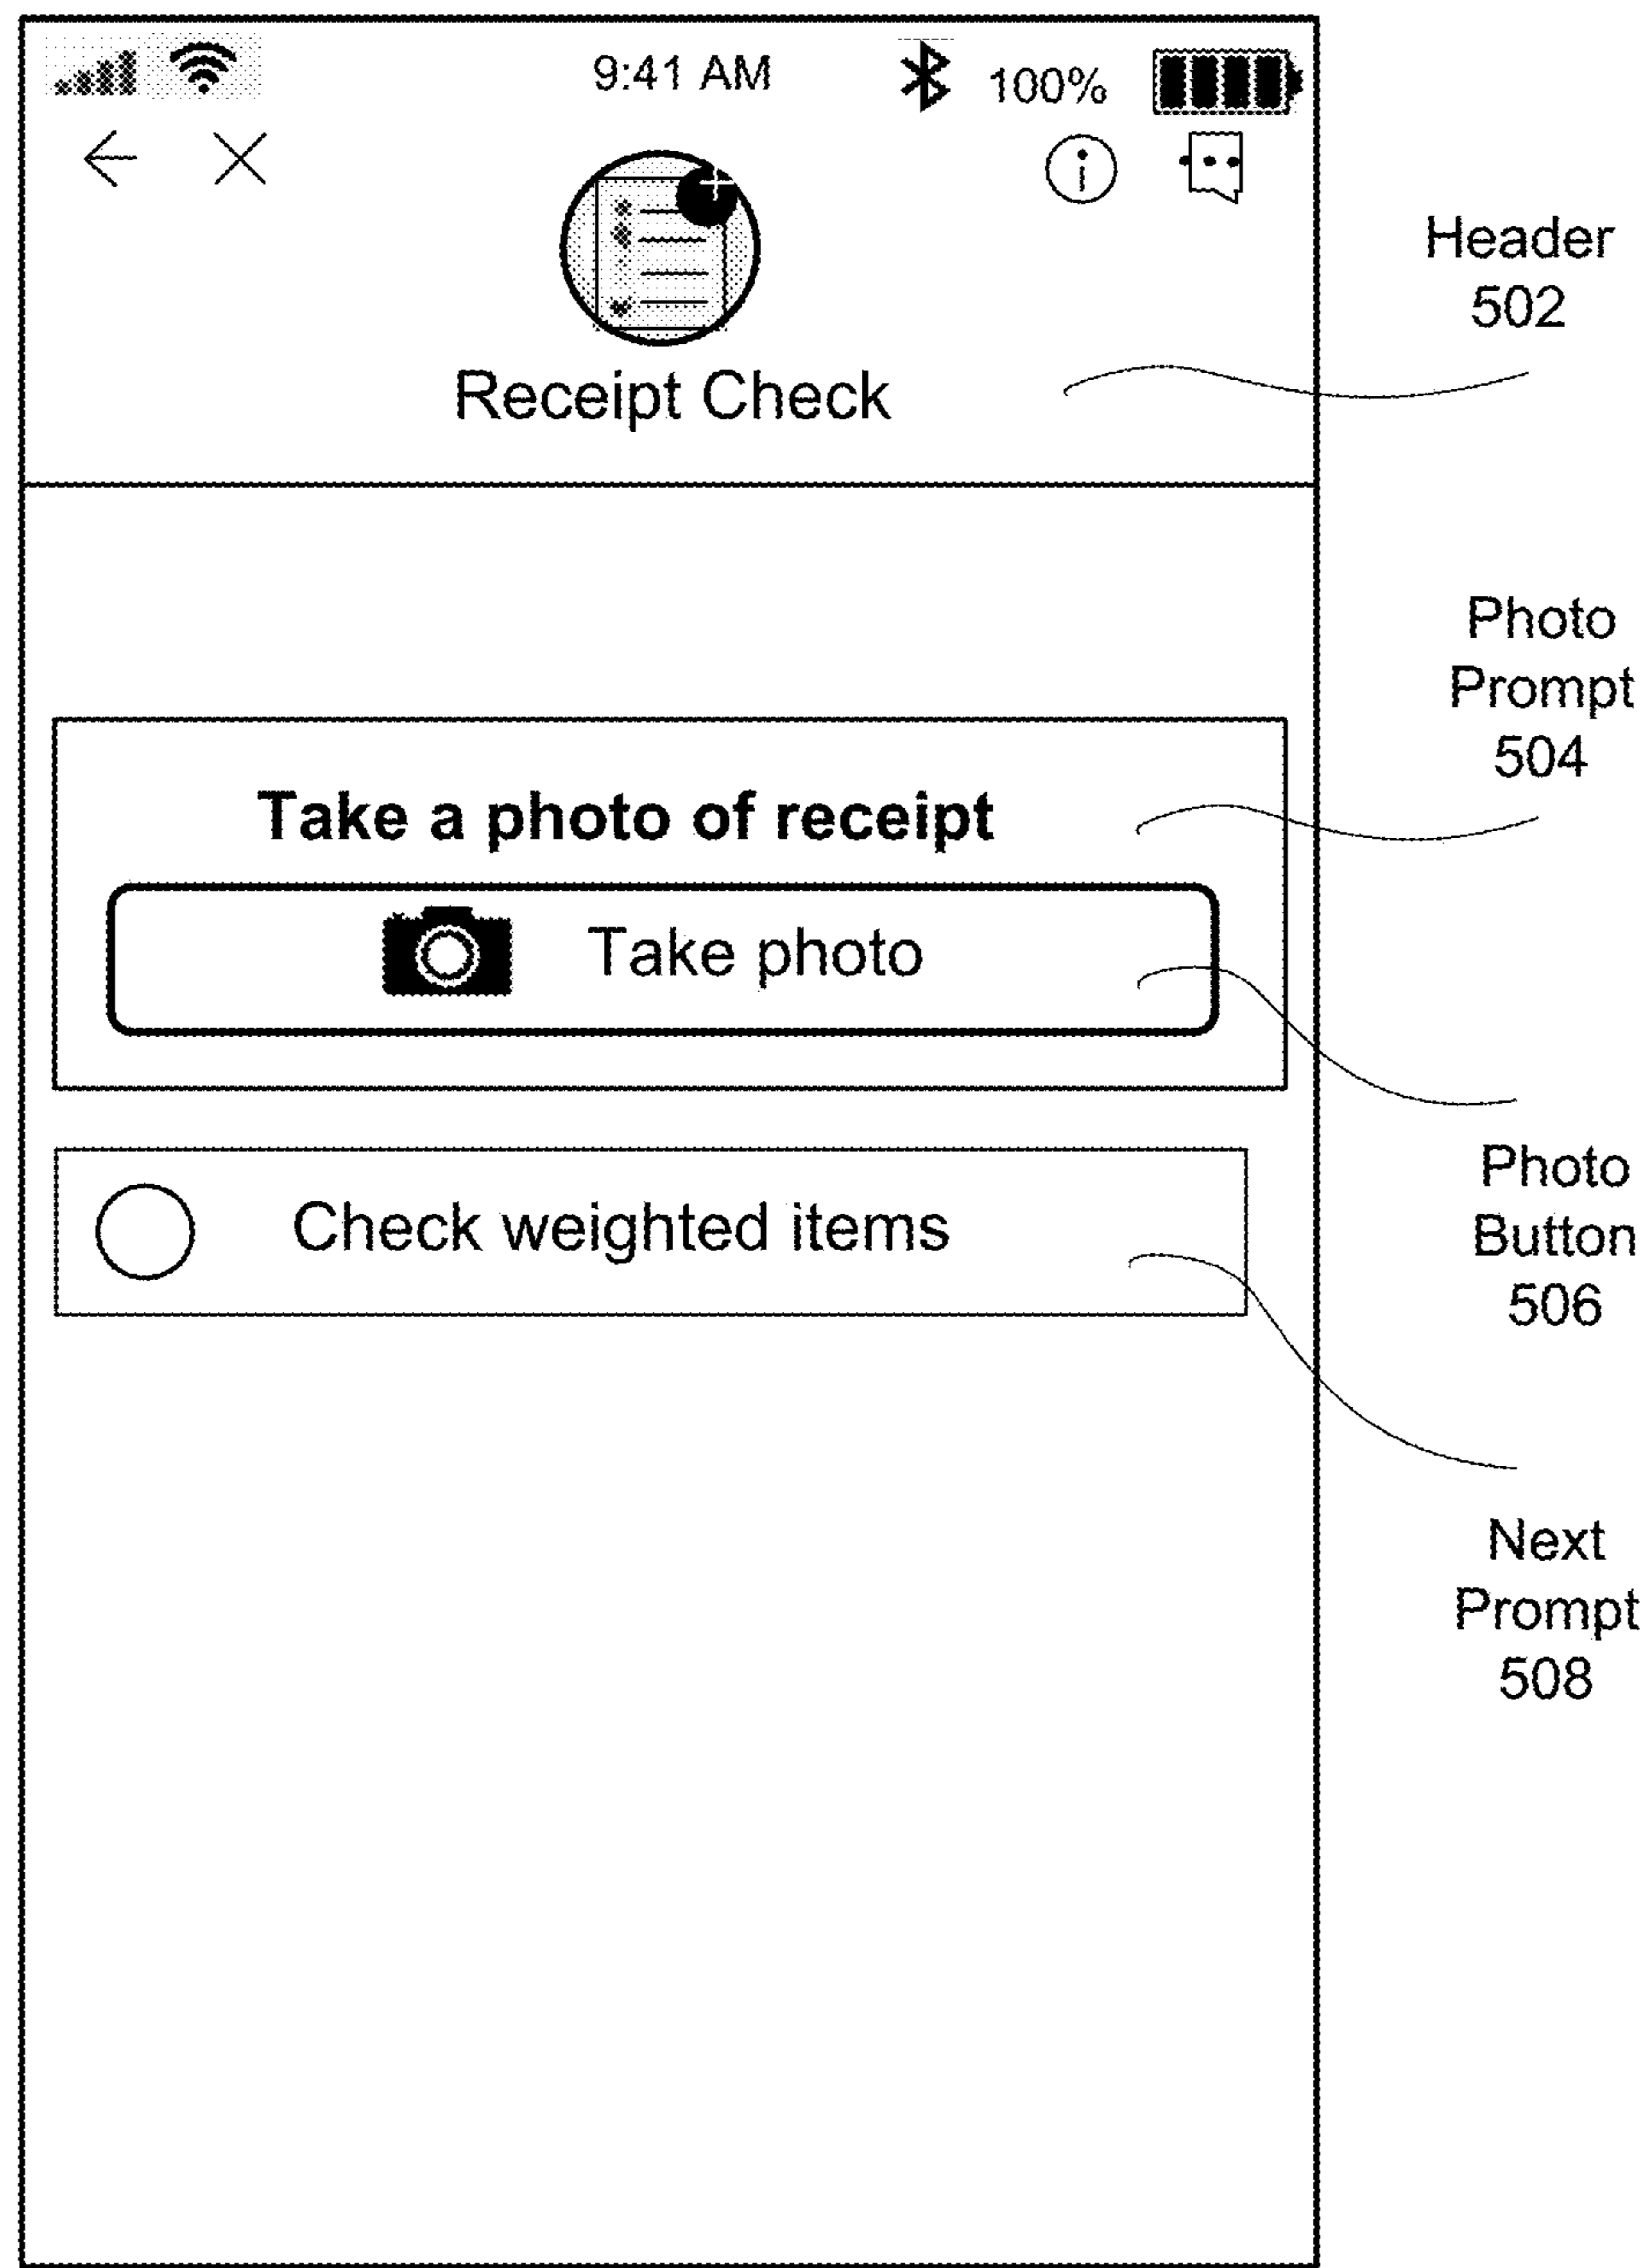 9:41 AM
100%
Receipt Check
Header
502
Photo
Prompt
504
Take a photo of receipt
Take photo
Photo
Button
506
Check weighted items
Next
Prompt
508